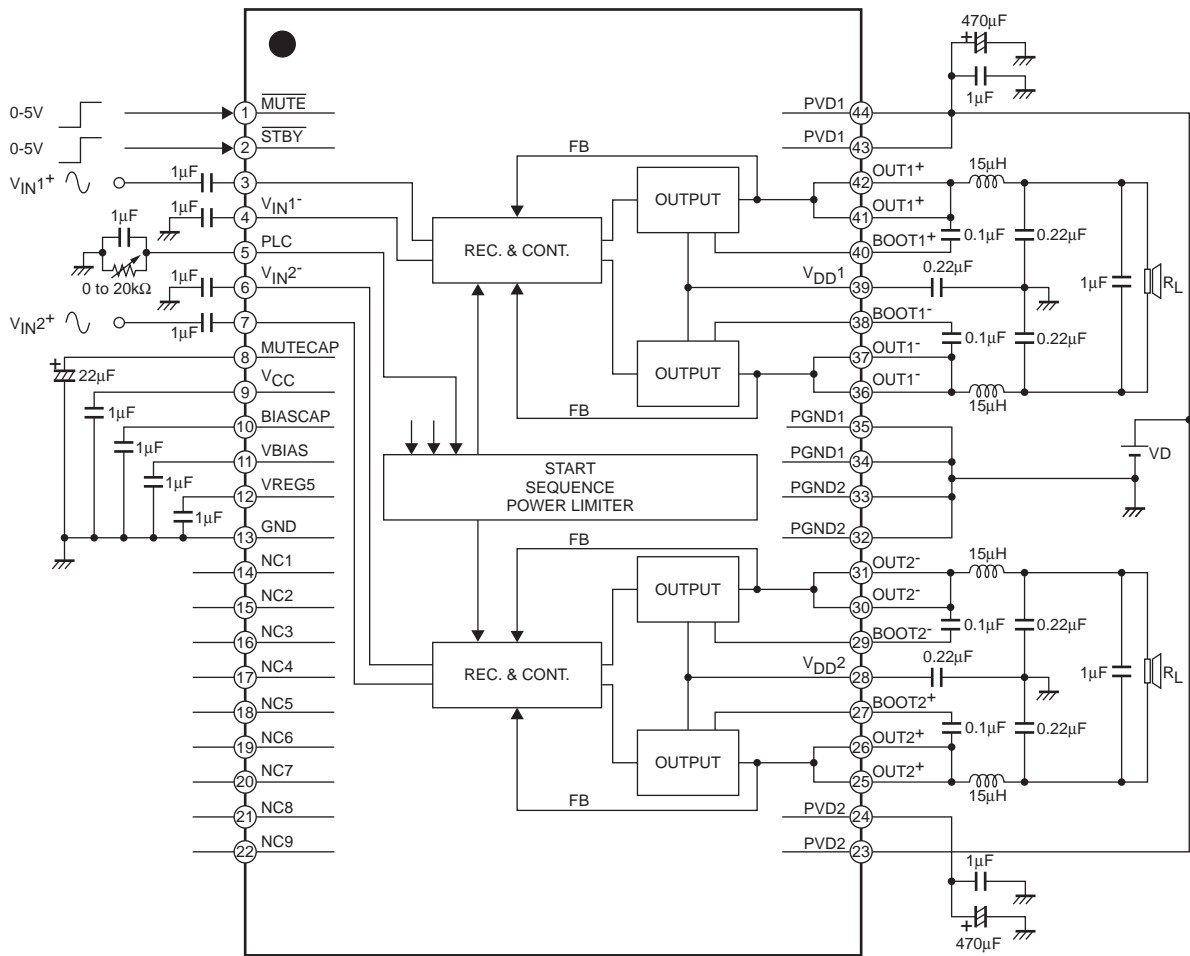 470μF
+
1μF
0-5V
1
MUTE
PVD1
44
0-5V
2
STBY
PVD1
43
FB
VIN1+
1μF
3
OUTPUT
42
OUT1+
15μH
1μF
4
VIN1-
41
OUT1+
1μF
REC. & CONT.
0.1μF
0.22μF
5
PLC
40
BOOT1+
0 to 20kΩ
VDD1
39
0.22μF
1μF
RL
1μF
6
VIN2-
38
BOOT1-
VIN2+
1μF
7
0.1μF
0.22μF
OUTPUT
37
OUT1-
+
22μF
8
MUTECAP
36
OUT1-
15μH
9
VCC
FB
1μF
PGND1
35
10
BIASCAP
VD
1μF
START
SEQUENCE
POWER LIMITER
PGND1
34
11
VBIAS
1μF
PGND2
33
12
VREG5
1μF
PGND2
32
13
GND
FB
14
NC1
OUTPUT
31
OUT2-
15μH
15
NC2
30
OUT2-
0.1μF
0.22μF
16
NC3
29
BOOT2-
REC. & CONT.
17
NC4
VDD2
28
0.22μF
1μF
RL
18
NC5
27
BOOT2+
0.1μF
0.22μF
19
NC6
OUTPUT
26
OUT2+
20
NC7
25
OUT2+
15μH
FB
21
NC8
PVD2
24
22
NC9
PVD2
23
1μF
+
470μF